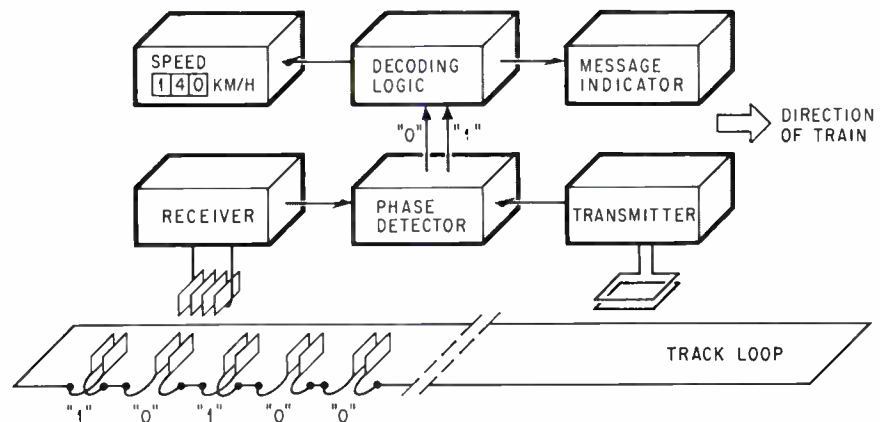 SPEED
140 KM/H
DECODING
LOGIC
MESSAGE
INDICATOR
DIRECTION
OF TRAIN
"0" "1"
RECEIVER
PHASE
DETECTOR
TRANSMITTER
TRACK LOOP
"1" "0" "1" "0" "0"